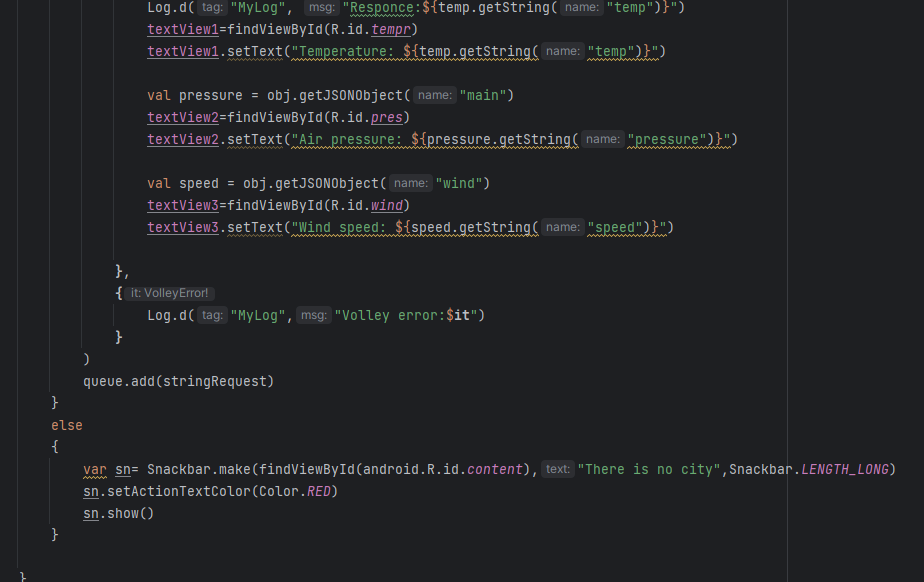 Log.d( tag: "MyLog", msg: "Responce:${temp.getString( name: "temp")}")
textView1=findViewById(R.id.tempr)
textView1.setText("Temperature: ${temp.getString( name: "temp")}")
val pressure = obj.getJSONObject( name: "main")
textView2=findViewById(R.id.pres)
textView2.setText("Air pressure: ${pressure.getString( name: "pressure")}")
val speed = obj.getJSONObject( name: "wind")
textView3=findViewById(R.id.wind)
textView3.setText("Wind speed: ${speed.getString( name: "speed")}")
},
{ it: VolleyError!
Log.d( tag: "MyLog", msg: "Volley error:$it")
}
)
queue.add(stringRequest)
}
else
{
var sn= Snackbar.make(findViewById(android.R.id.content), text: "There is no city",Snackbar.LENGTH_LONG)
sn.setActionTextColor(Color.RED)
sn.show()
}
}